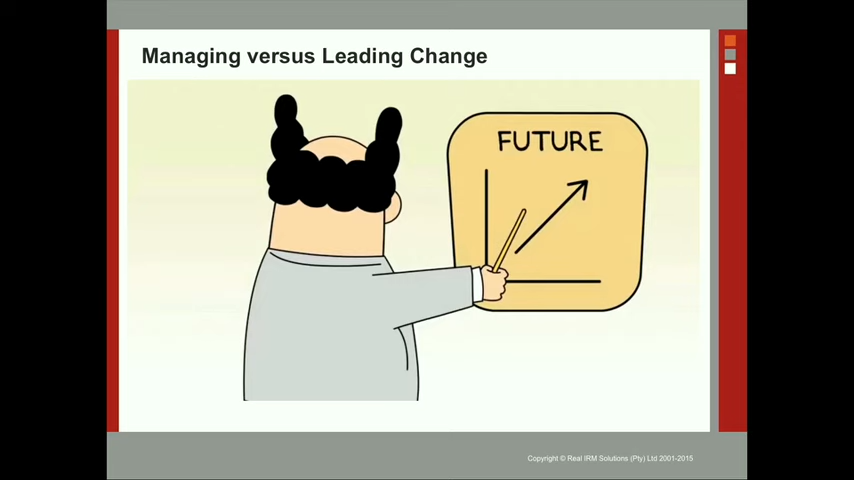 Managing versus Leading Change
FUTURE
Copyright © Real IRM Solutions (Pty) Ltd 2001-2015